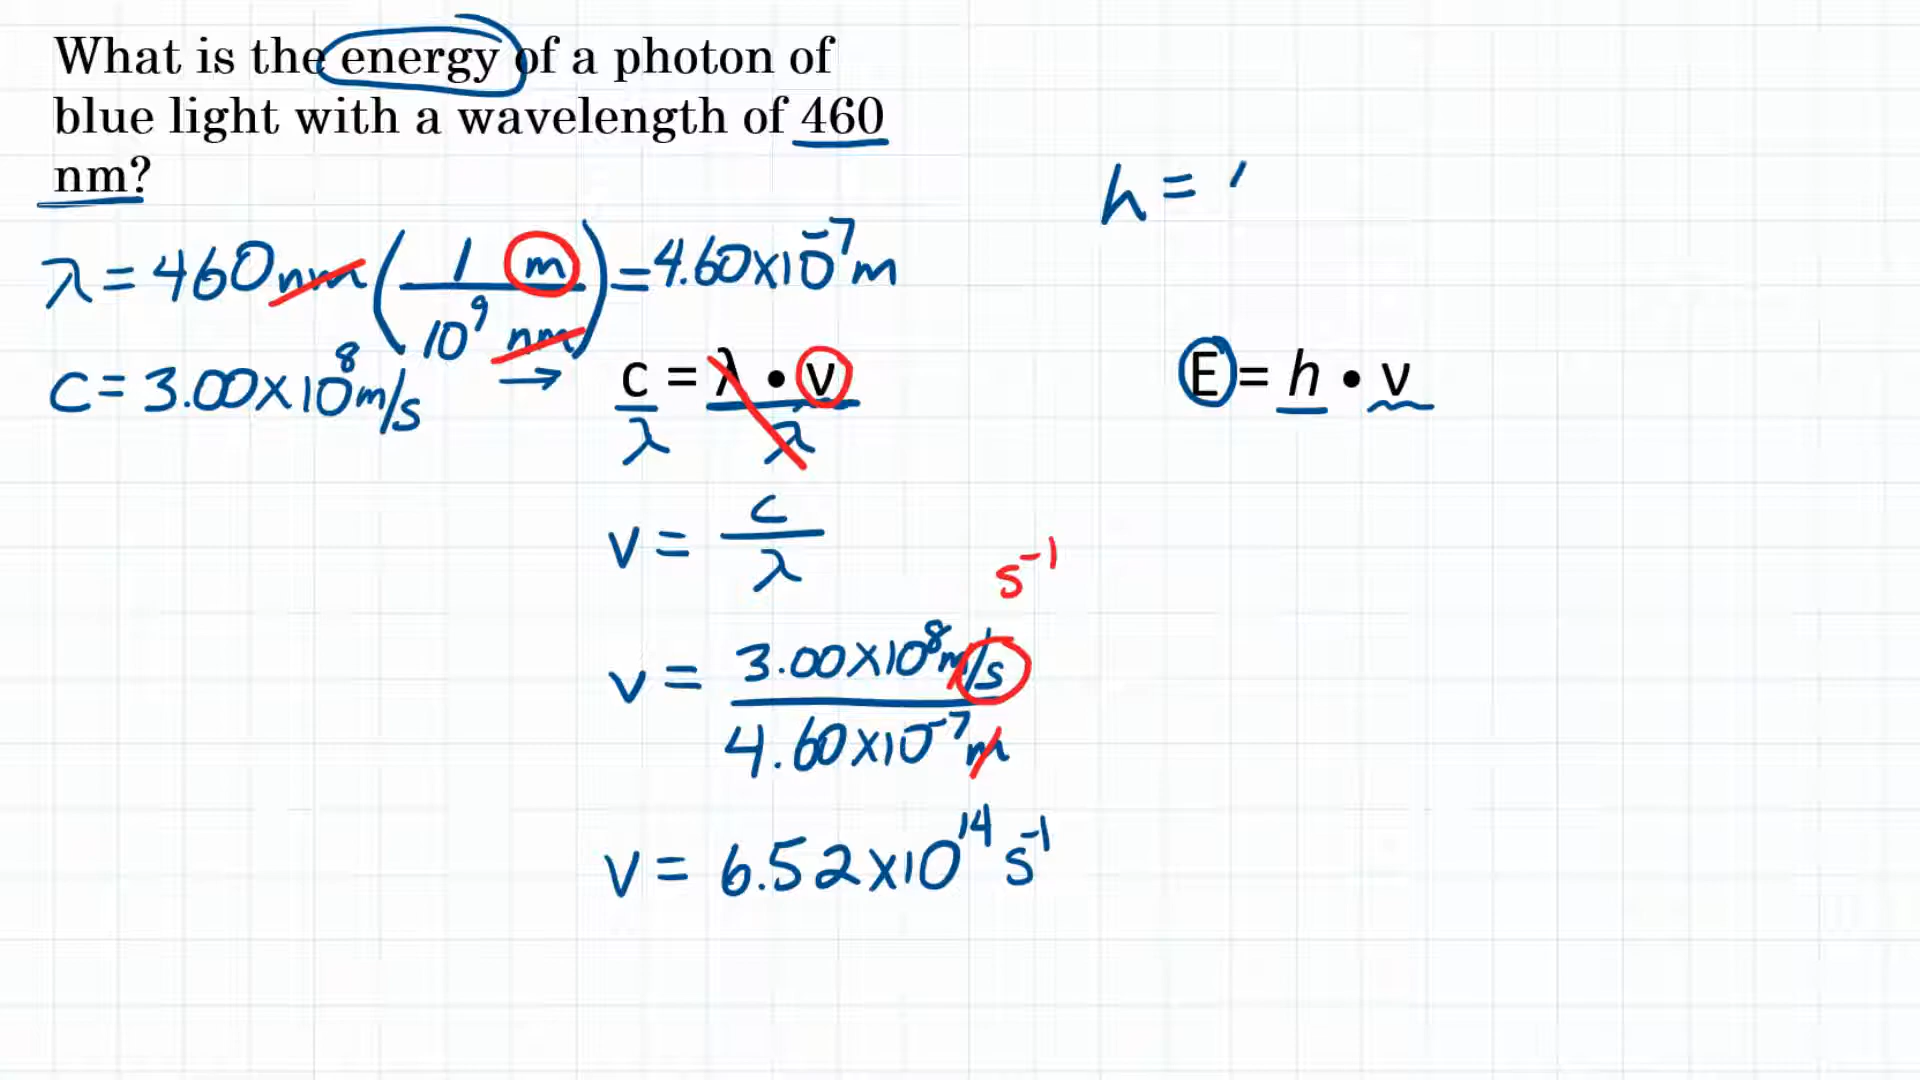 What is the energy of a photon of
blue light with a wavelength of 460
nm?
λ = 460 nm (1 m / 10⁹ nm) = 4.60×10⁻⁷ m
c = 3.00×10⁸ m/s → c = λ • ν
λ λ
h =
E = h • ν
ν = c / λ
s⁻¹
ν = 3.00×10⁸ m/s / 4.60×10⁻⁷ m
ν = 6.52×10¹⁴ s⁻¹